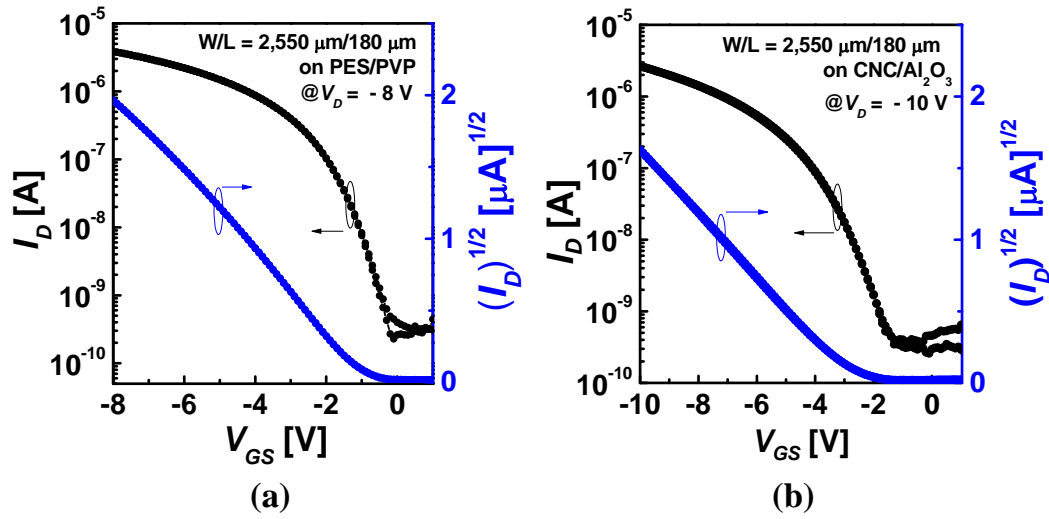 (a)
(b)
W/L = 2,550 μm/180 μm
on PES/PVP
@V_D = - 8 V
10^-5
10^-6
10^-7
10^-8
10^-9
10^-10
I_D [A]
2
1
0
(I_D)^1/2 [μA]^1/2
-8
-6
-4
-2
0
V_GS [V]
W/L = 2,550 μm/180 μm
on CNC/Al_2O_3
@V_D = - 10 V
10^-5
10^-6
10^-7
10^-8
10^-9
10^-10
I_D [A]
2
1
0
(I_D)^1/2 [μA]^1/2
-10
-8
-6
-4
-2
0
V_GS [V]
(a)
(b)